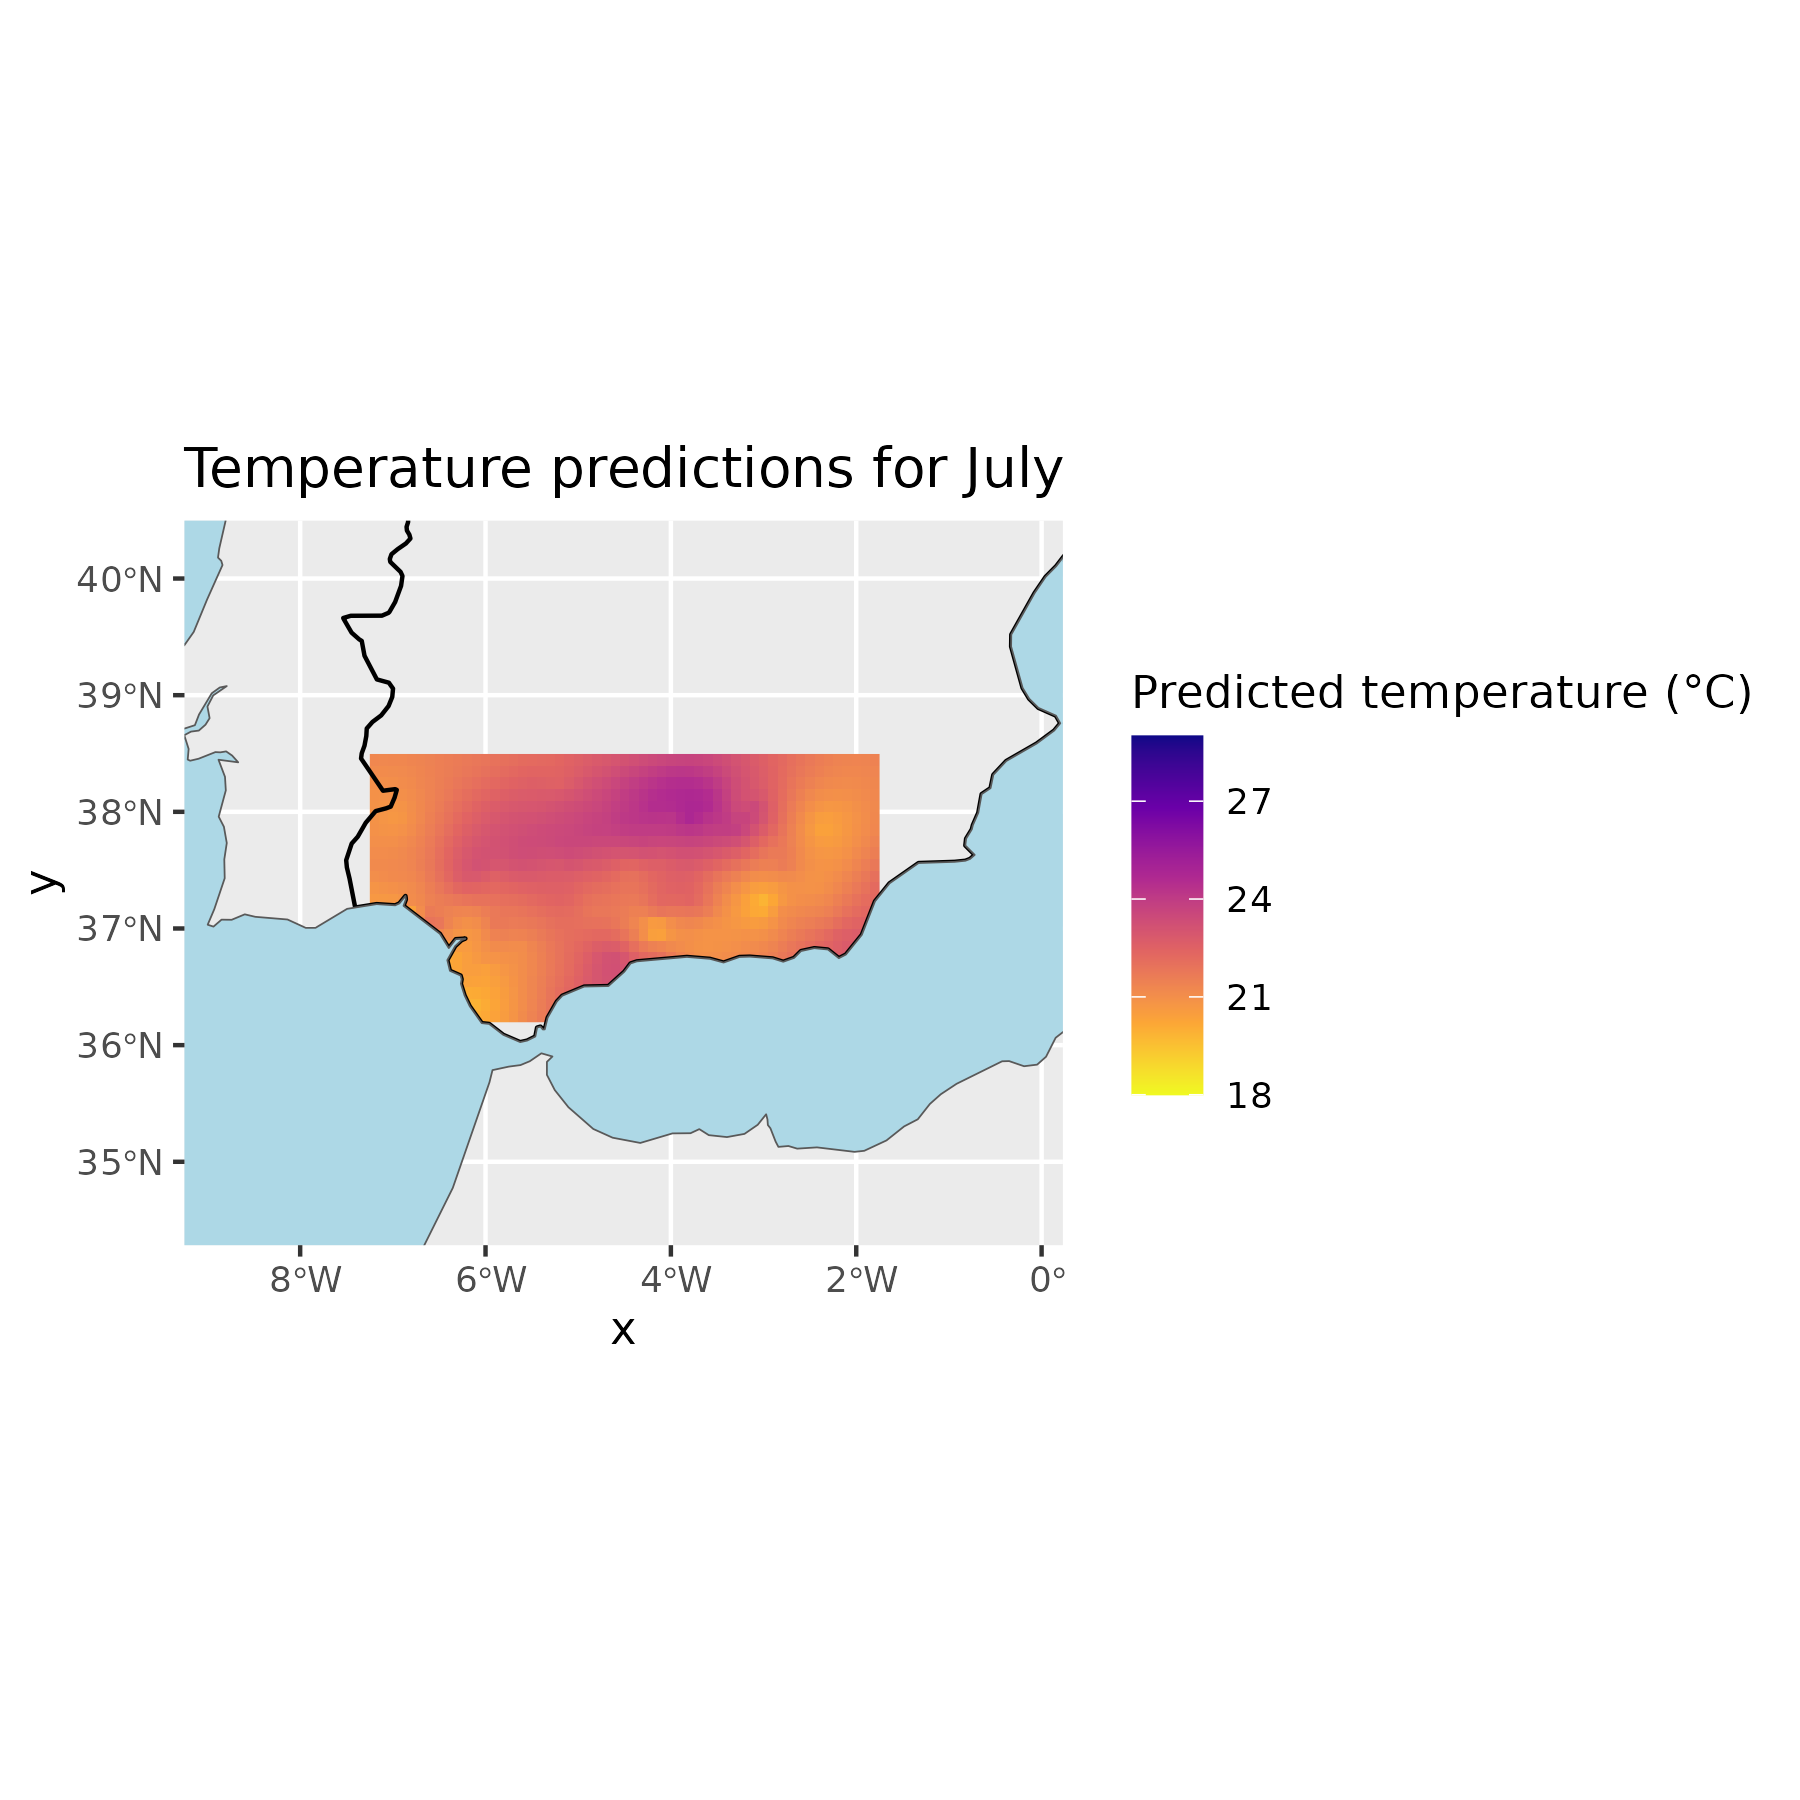 Temperature predictions for July
40°N
39°N
38°N
37°N
36°N
35°N
y
8°W 6°W 4°W 2°W 0°
x
Predicted temperature (°C)
27
24
21
18